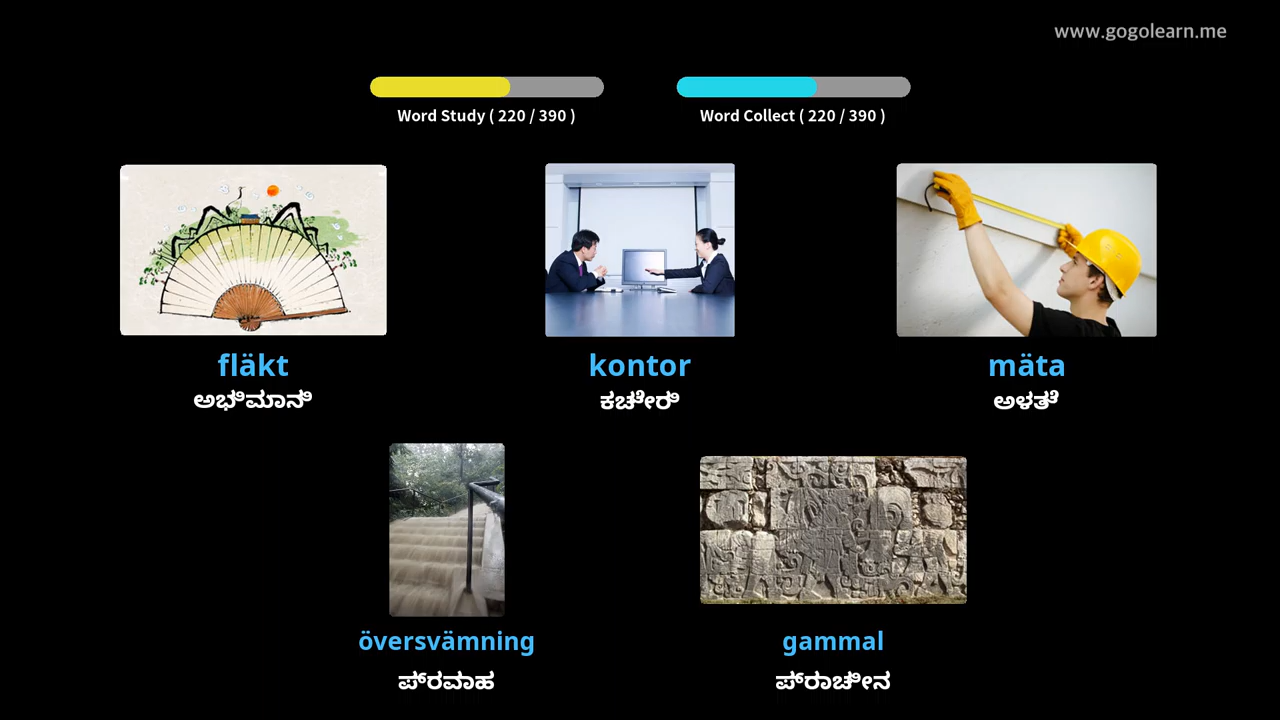 www.gogolearn.me
Word Study ( 220 / 390 )
Word Collect ( 220 / 390 )
fläkt
ಅಭಿಮಾನಿ
kontor
ಕಚೇರಿ
mäta
ಅಳತೆ
översvämning
ಪ್ರವಾಹ
gammal
ಪ್ರಾಚೀನ